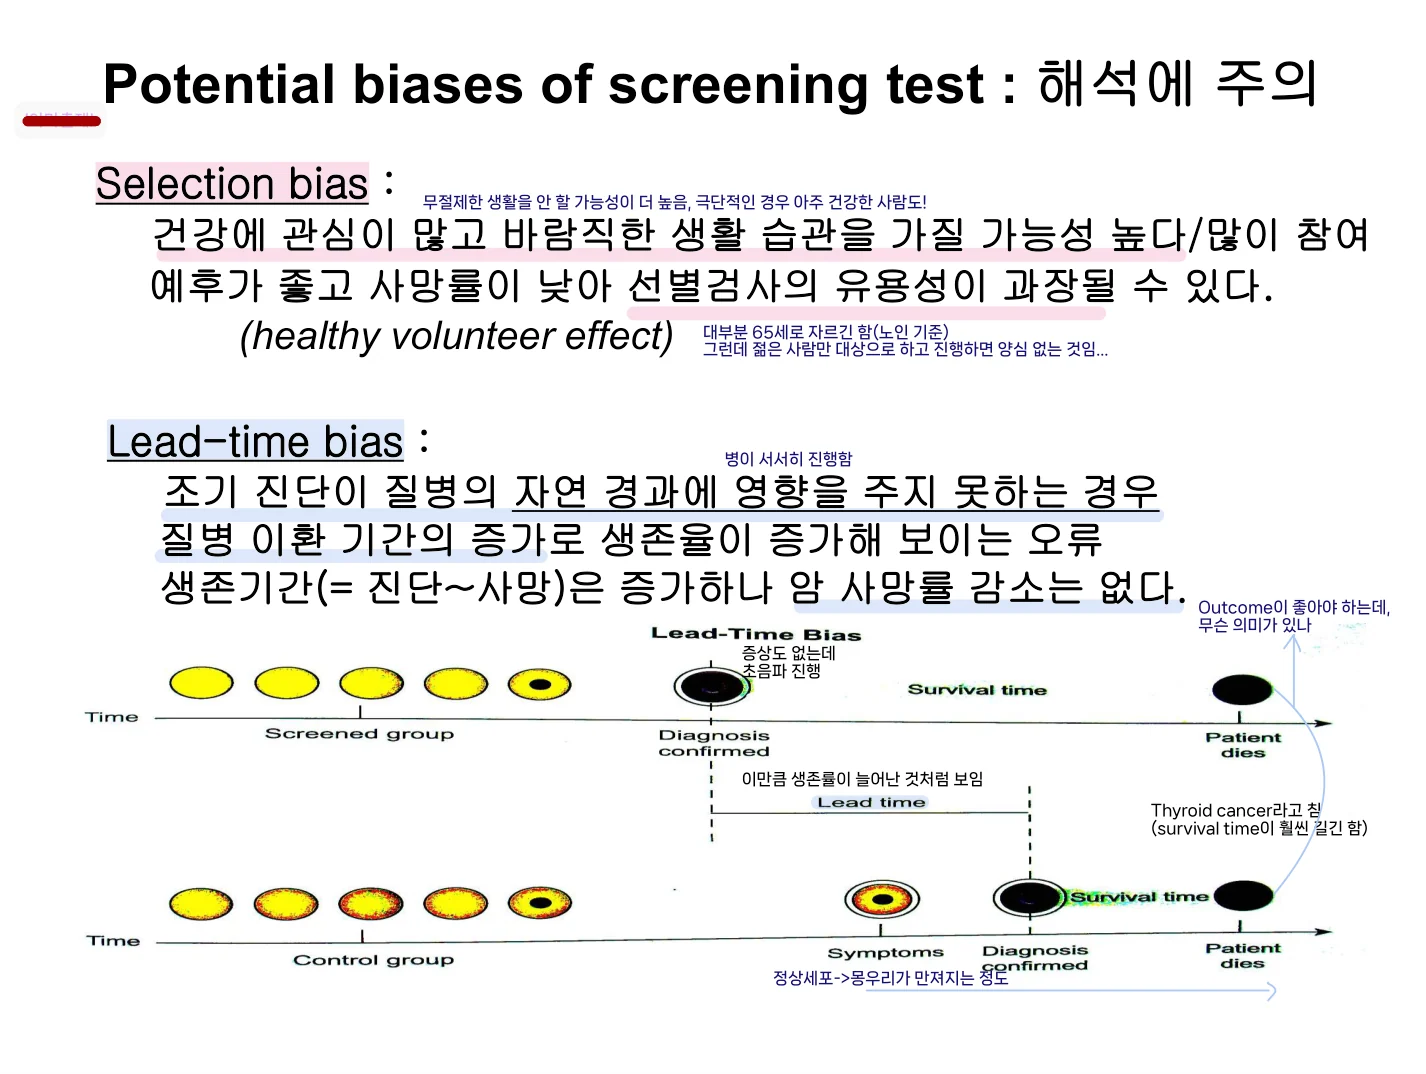 Potential biases of screening test : 해석에 주의
Selection bias :
무절제한 생활을 안 할 가능성이 더 높음, 극단적인 경우 아주 건강한 사람도!
건강에 관심이 많고 바람직한 생활 습관을 가질 가능성 높다/많이 참여
예후가 좋고 사망률이 낮아 선별검사의 유용성이 과장될 수 있다.
(healthy volunteer effect)
대부분 65세로 자르긴 함(노인 기준)
그런데 젊은 사람만 대상으로 하고 진행하면 양심 없는 것임...
Lead-time bias :
병이 서서히 진행함
조기 진단이 질병의 자연 경과에 영향을 주지 못하는 경우
질병 이환 기간의 증가로 생존율이 증가해 보이는 오류
생존기간(= 진단~사망)은 증가하나 암 사망률 감소는 없다.
Outcome이 좋아야 하는데,
무슨 의미가 있나
Lead-Time Bias
증상도 없는데
초음파 진행
Survival time
Time
Screened group
Diagnosis
confirmed
Patient
dies
이만큼 생존률이 늘어난 것처럼 보임
Lead time
Thyroid cancer라고 침
(survival time이 훨씬 길긴 함)
Survival time
Time
Control group
Symptoms
Diagnosis
confirmed
Patient
dies
정상세포->몽우리가 만져지는 정도